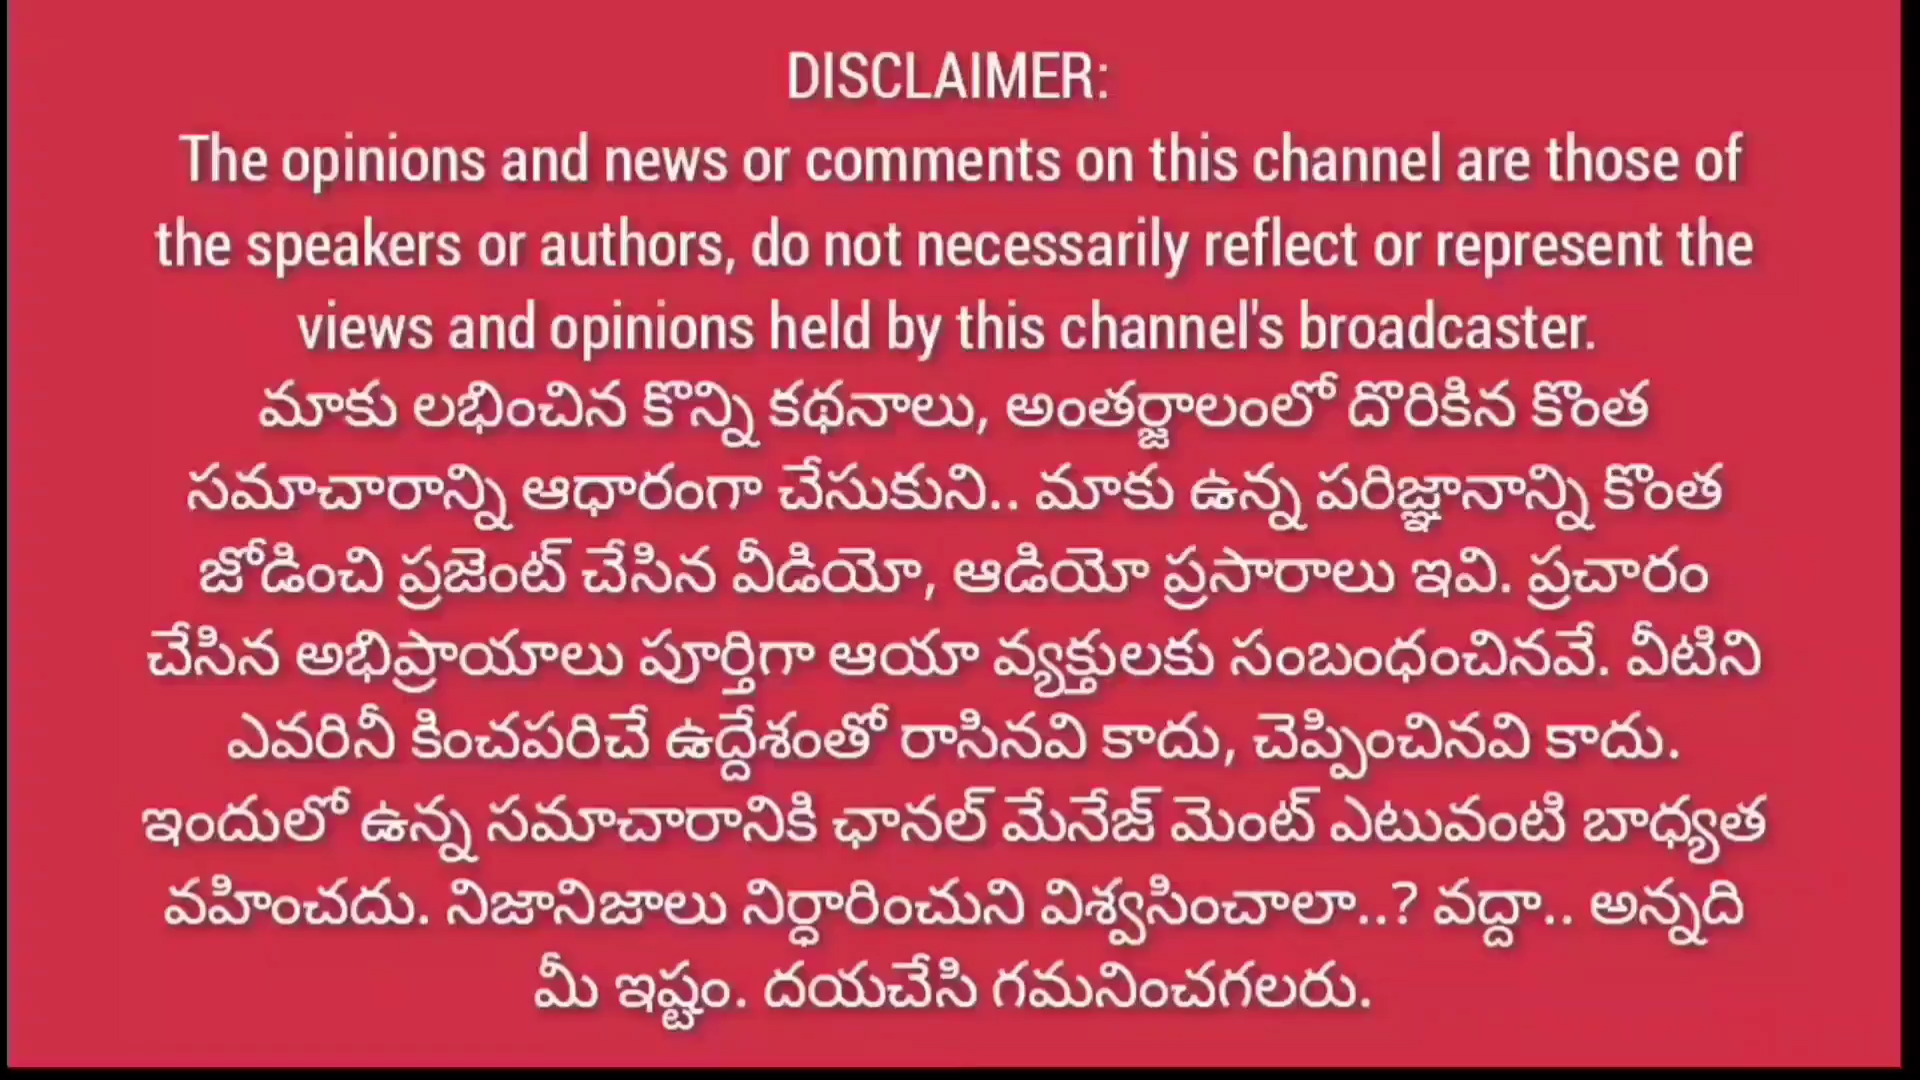 DISCLAIMER:
The opinions and news or comments on this channel are those of
the speakers or authors, do not necessarily reflect or represent the
views and opinions held by this channel's broadcaster.
మాకు లభించిన కొన్ని కథనాలు, అంతర్జాలంలో దొరికిన కొంత
సమాచారాన్ని ఆధారంగా చేసుకుని.. మాకు ఉన్న పరిజ్ఞానాన్ని కొంత
జోడించి ప్రజెంట్ చేసిన వీడియో, ఆడియో ప్రసారాలు ఇవి. ప్రచారం
చేసిన అభిప్రాయాలు పూర్తిగా ఆయా వ్యక్తులకు సంబంధంచినవే. వీటిని
ఎవరినీ కించపరిచే ఉద్దేశంతో రాసినవి కాదు, చెప్పించినవి కాదు.
ఇందులో ఉన్న సమాచారానికి ఛానల్ మేనేజ్ మెంట్ ఎటువంటి బాధ్యత
వహించదు. నిజానిజాలు నిర్ధారించుని విశ్వసించాలా..? వద్దా.. అన్నది
మీ ఇష్టం. దయచేసి గమనించగలరు.